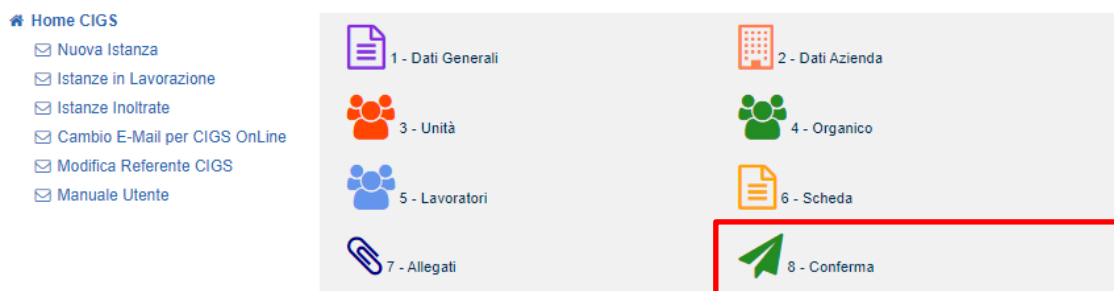 Home CIGS
Nuova Istanza
Istanze in Lavorazione
Istanze Inoltrate
Cambio E-Mail per CIGS OnLine
Modifica Referente CIGS
Manuale Utente
1 - Dati Generali
2 - Dati Azienda
3 - Unità
4 - Organico
5 - Lavoratori
6 - Scheda
7 - Allegati
8 - Conferma